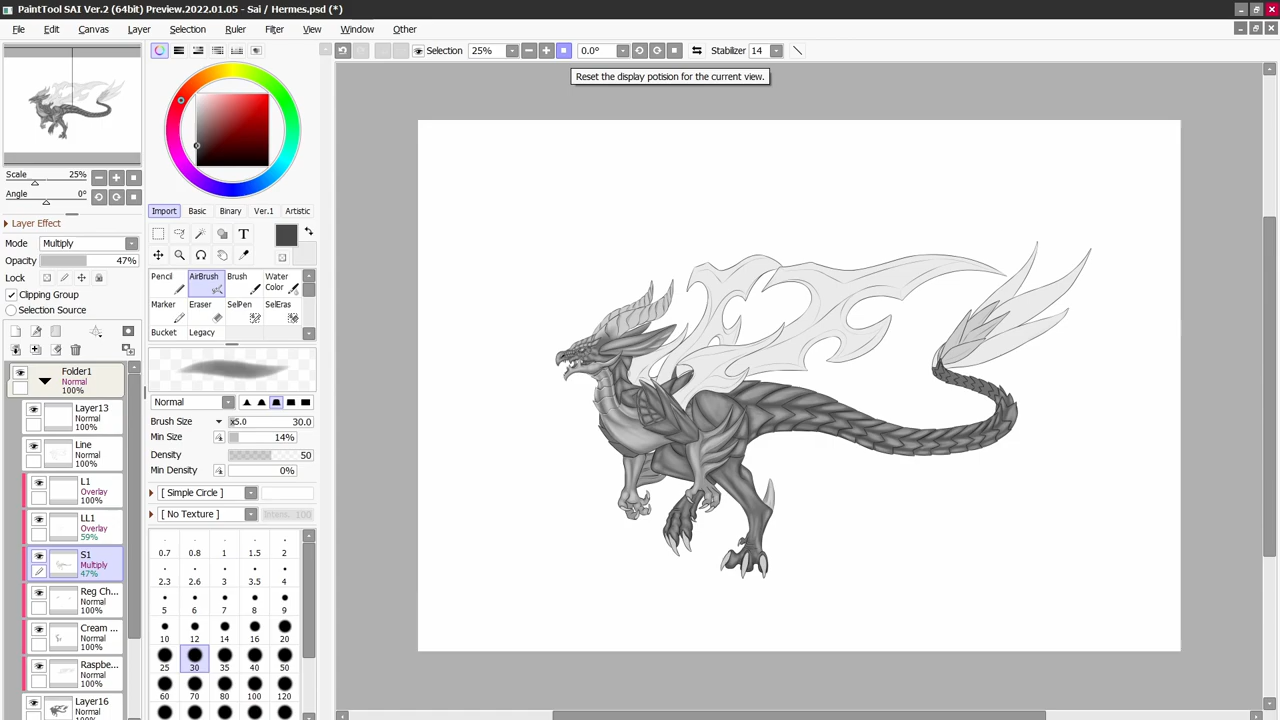 PaintTool SAI Ver.2 (64bit) Preview.2022.01.05 - Sai / Hermes.psd (*)
File Edit Canvas Layer Selection Ruler Filter View Window Other
Selection 25% 0.0° Stabilizer 14
Reset the display potision for the current view.
Scale 25%
Angle 0°
Layer Effect
Mode Multiply
Opacity 47%
Lock
Clipping Group
Selection Source
Folder1
Normal
100%
Layer13
Normal
100%
Line
Normal
100%
L1
Overlay
100%
LL1
Overlay
59%
S1
Multiply
47%
Reg Ch...
Normal
100%
Cream ...
Normal
100%
Raspbe...
Normal
100%
Layer16
Normal
Import Basic Binary Ver.1 Artistic
T
Pencil AirBrush Brush Water Color
Marker Eraser SelPen SelEras
Bucket Legacy
Normal
Brush Size x5.0 30.0
Min Size 14%
Density 50
Min Density 0%
[ Simple Circle ]
[ No Texture ] Intens. 100
0.7 0.8 1 1.5 2
2.3 2.6 3 3.5 4
5 6 7 8 9
10 12 14 16 20
25 30 35 40 50
60 70 80 100 120